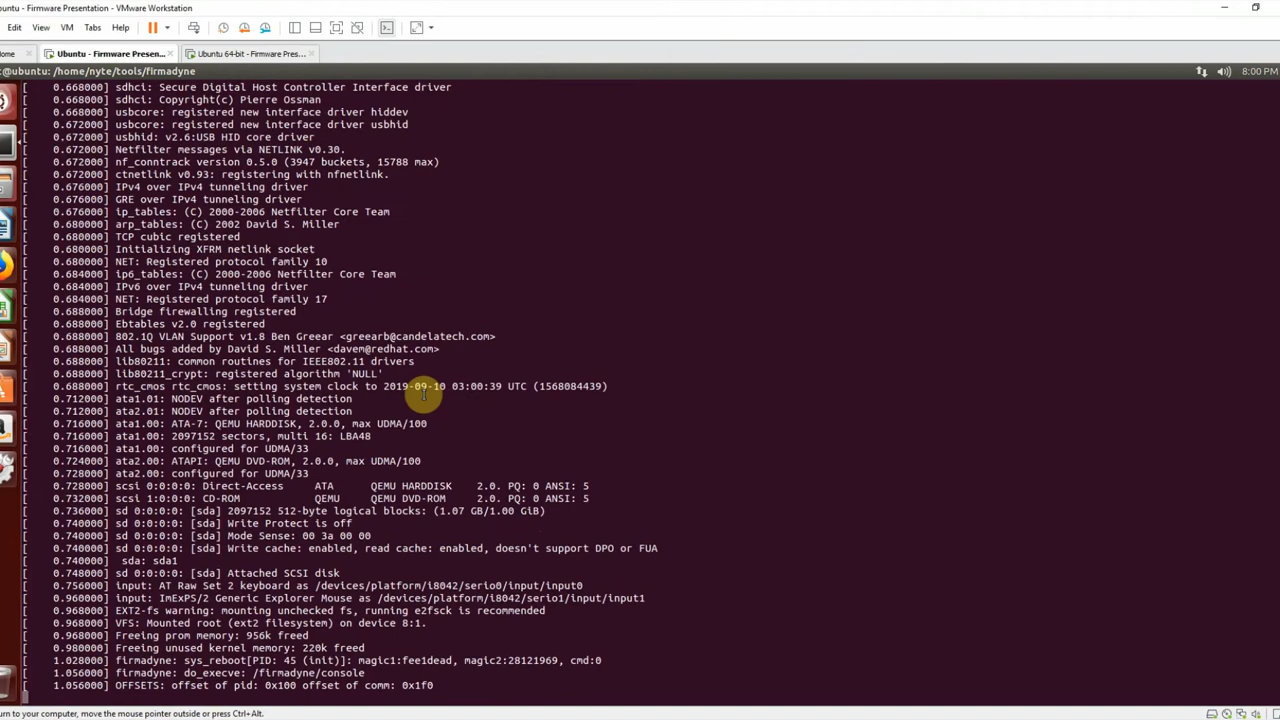 Ubuntu - Firmware Presentation - VMware Workstation
Edit View VM Tabs Help
ome Ubuntu - Firmware Presen... Ubuntu 64-bit - Firmware Pres...
t@ubuntu: /home/nyte/tools/firmadyne 8:00 PM
[ 0.668000] sdhci: Secure Digital Host Controller Interface driver
[ 0.668000] sdhci: Copyright(c) Pierre Ossman
[ 0.668000] usbcore: registered new interface driver hiddev
[ 0.672000] usbcore: registered new interface driver usbhid
[ 0.672000] usbhid: v2.6:USB HID core driver
[ 0.672000] Netfilter messages via NETLINK v0.30.
[ 0.672000] nf_conntrack version 0.5.0 (3947 buckets, 15788 max)
[ 0.672000] ctnetlink v0.93: registering with nfnetlink.
[ 0.676000] IPv4 over IPv4 tunneling driver
[ 0.676000] GRE over IPv4 tunneling driver
[ 0.676000] ip_tables: (C) 2000-2006 Netfilter Core Team
[ 0.680000] arp_tables: (C) 2002 David S. Miller
[ 0.680000] TCP cubic registered
[ 0.680000] Initializing XFRM netlink socket
[ 0.680000] NET: Registered protocol family 10
[ 0.684000] ip6_tables: (C) 2000-2006 Netfilter Core Team
[ 0.684000] IPv6 over IPv4 tunneling driver
[ 0.684000] NET: Registered protocol family 17
[ 0.688000] Bridge firewalling registered
[ 0.688000] Ebtables v2.0 registered
[ 0.688000] 802.1Q VLAN Support v1.8 Ben Greear <greearb@candelatech.com>
[ 0.688000] All bugs added by David S. Miller <davem@redhat.com>
[ 0.688000] lib80211: common routines for IEEE802.11 drivers
[ 0.688000] lib80211_crypt: registered algorithm 'NULL'
[ 0.688000] rtc_cmos rtc_cmos: setting system clock to 2019-09-10 03:00:39 UTC (1568084439)
[ 0.712000] ata1.01: NODEV after polling detection
[ 0.712000] ata2.01: NODEV after polling detection
[ 0.716000] ata1.00: ATA-7: QEMU HARDDISK, 2.0.0, max UDMA/100
[ 0.716000] ata1.00: 2097152 sectors, multi 16: LBA48
[ 0.716000] ata1.00: configured for UDMA/33
[ 0.724000] ata2.00: ATAPI: QEMU DVD-ROM, 2.0.0, max UDMA/100
[ 0.728000] ata2.00: configured for UDMA/33
[ 0.728000] scsi 0:0:0:0: Direct-Access ATA QEMU HARDDISK 2.0. PQ: 0 ANSI: 5
[ 0.732000] scsi 1:0:0:0: CD-ROM QEMU QEMU DVD-ROM 2.0. PQ: 0 ANSI: 5
[ 0.736000] sd 0:0:0:0: [sda] 2097152 512-byte logical blocks: (1.07 GB/1.00 GiB)
[ 0.740000] sd 0:0:0:0: [sda] Write Protect is off
[ 0.740000] sd 0:0:0:0: [sda] Mode Sense: 00 3a 00 00
[ 0.740000] sd 0:0:0:0: [sda] Write cache: enabled, read cache: enabled, doesn't support DPO or FUA
[ 0.740000] sda: sda1
[ 0.748000] sd 0:0:0:0: [sda] Attached SCSI disk
[ 0.756000] input: AT Raw Set 2 keyboard as /devices/platform/i8042/serio0/input/input0
[ 0.960000] input: ImExPS/2 Generic Explorer Mouse as /devices/platform/i8042/serio1/input/input1
[ 0.968000] EXT2-fs warning: mounting unchecked fs, running e2fsck is recommended
[ 0.968000] VFS: Mounted root (ext2 filesystem) on device 8:1.
[ 0.968000] Freeing prom memory: 956k freed
[ 0.980000] Freeing unused kernel memory: 220k freed
[ 1.028000] firmadyne: sys_reboot[PID: 45 (init)]: magic1:fee1dead, magic2:28121969, cmd:0
[ 1.056000] firmadyne: do_execve: /firmadyne/console
[ 1.056000] OFFSETS: offset of pid: 0x100 offset of comm: 0x1f0
urn to your computer, move the mouse pointer outside or press Ctrl+Alt.